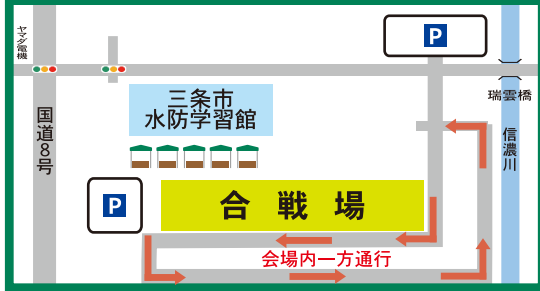 ヤマダ電機
P
瑞雲橋
三条市
水防学習館
国道8号
信濃川
P
合戦場
会場内一方通行